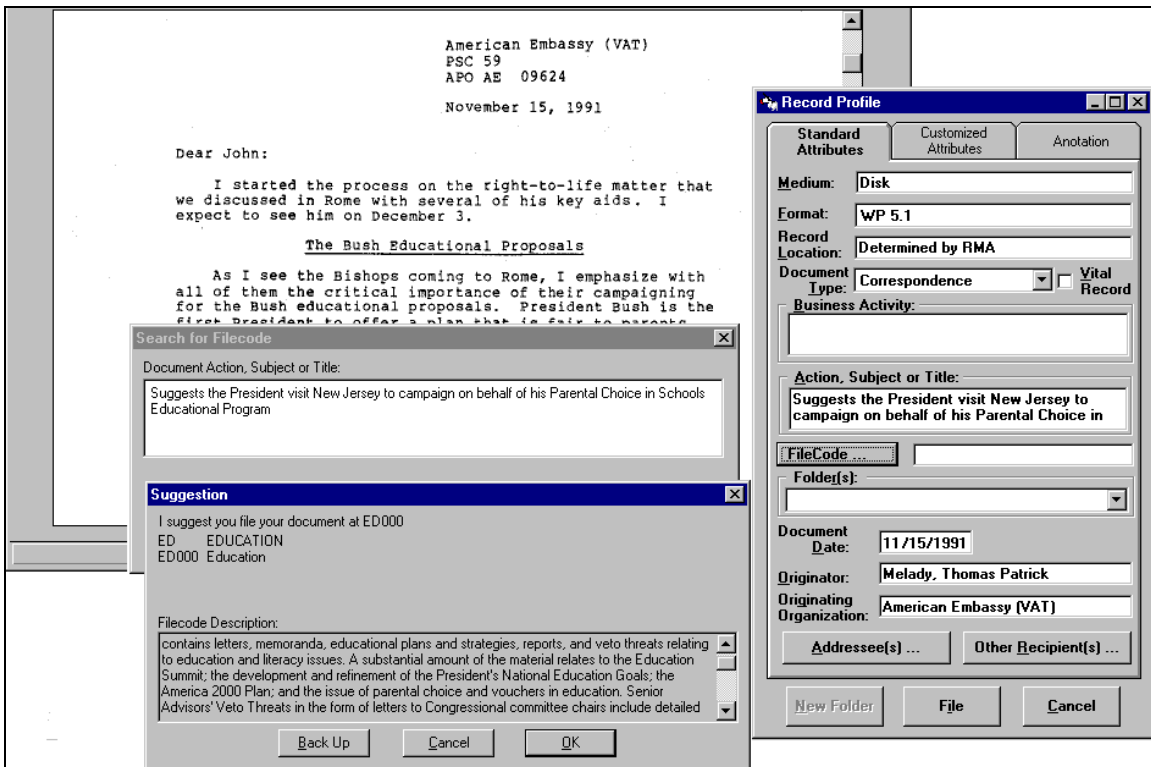 American Embassy (VAT)
PSC 59
APO AE 09624
November 15, 1991
Dear John:
I started the process on the right-to-life matter that
we discussed in Rome with several of his key aids. I
expect to see him on December 3.
The Bush Educational Proposals
As I see the Bishops coming to Rome, I emphasize with
all of them the critical importance of their campaigning
for the Bush educational proposals. President Bush is the
first President to offer a plan that is fair to parents
Search for Filecode
Document Action, Subject or Title:
Suggests the President visit New Jersey to campaign on behalf of his Parental Choice in Schools
Educational Program
Suggestion
I suggest you file your document at ED000
ED EDUCATION
ED000 Education
Filecode Description:
contains letters, memoranda, educational plans and strategies, reports, and veto threats relating
to education and literacy issues. A substantial amount of the material relates to the Education
Summit; the development and refinement of the President's National Education Goals; the
America 2000 Plan; and the issue of parental choice and vouchers in education. Senior
Advisors' Veto Threats in the form of letters to Congressional committee chairs include detailed
Back Up Cancel OK
Record Profile
Standard
Attributes
Customized
Attributes
Anotation
Medium: Disk
Format: WP 5.1
Record
Location: Determined by RMA
Document
Type: Correspondence
Vital
Record
Business Activity:
Action, Subject or Title:
Suggests the President visit New Jersey to
campaign on behalf of his Parental Choice in
FileCode ...
Folder(s):
Document
Date: 11/15/1991
Originator: Melady, Thomas Patrick
Originating
Organization: American Embassy (VAT)
Addressee(s) ... Other Recipient(s) ...
New Folder File Cancel